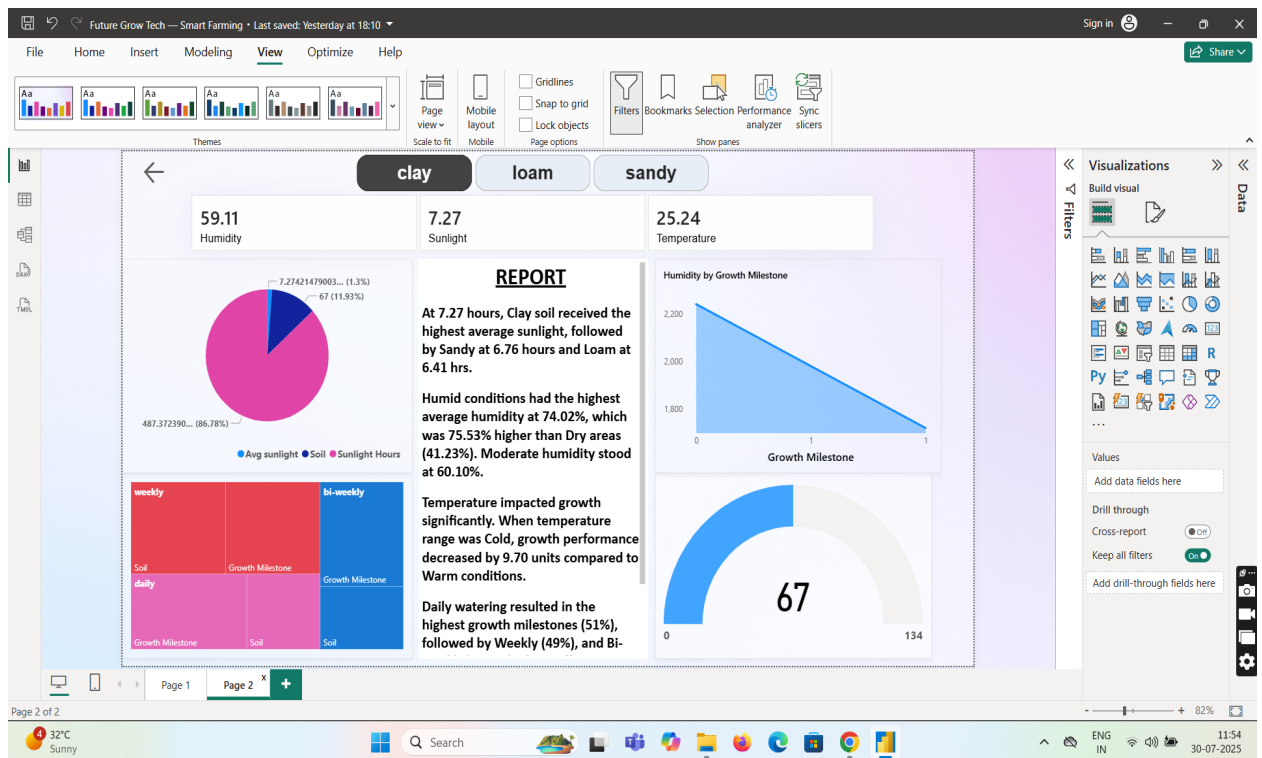 Future Grow Tech — Smart Farming • Last saved: Yesterday at 18:10
Sign in
File Home Insert Modeling View Optimize Help
Share
Aa Aa Aa Aa Aa Aa
Page view
Mobile layout
Gridlines
Snap to grid
Lock objects
Filters Bookmarks Selection Performance analyzer Sync slicers
Themes Scale to fit Mobile Page options Show panes
clay loam sandy
59.11
Humidity
7.27
Sunlight
25.24
Temperature
7.27421479003... (1.3%)
67 (11.93%)
487.372390... (86.78%)
Avg sunlight Soil Sunlight Hours
weekly
Soil
Growth Milestone
bi-weekly
Growth Milestone
daily
Growth Milestone
Soil
Soil
REPORT
At 7.27 hours, Clay soil received the
highest average sunlight, followed
by Sandy at 6.76 hours and Loam at
6.41 hrs.
Humid conditions had the highest
average humidity at 74.02%, which
was 75.53% higher than Dry areas
(41.23%). Moderate humidity stood
at 60.10%.
Temperature impacted growth
significantly. When temperature
range was Cold, growth performance
decreased by 9.70 units compared to
Warm conditions.
Daily watering resulted in the
highest growth milestones (51%),
followed by Weekly (49%), and Bi-
Humidity by Growth Milestone
2,200
2,000
1,800
0 1 1
Growth Milestone
67
0
134
Filters
Visualizations
Build visual
Data
R
Py
123
...
Values
Add data fields here
Drill through
Cross-report Off
Keep all filters On
Add drill-through fields here
DAX
TMDL
Page 1
Page 2 x
+
Page 2 of 2
- + 82%
4
32°C
Sunny
Search
ENG
IN
11:54
30-07-2025